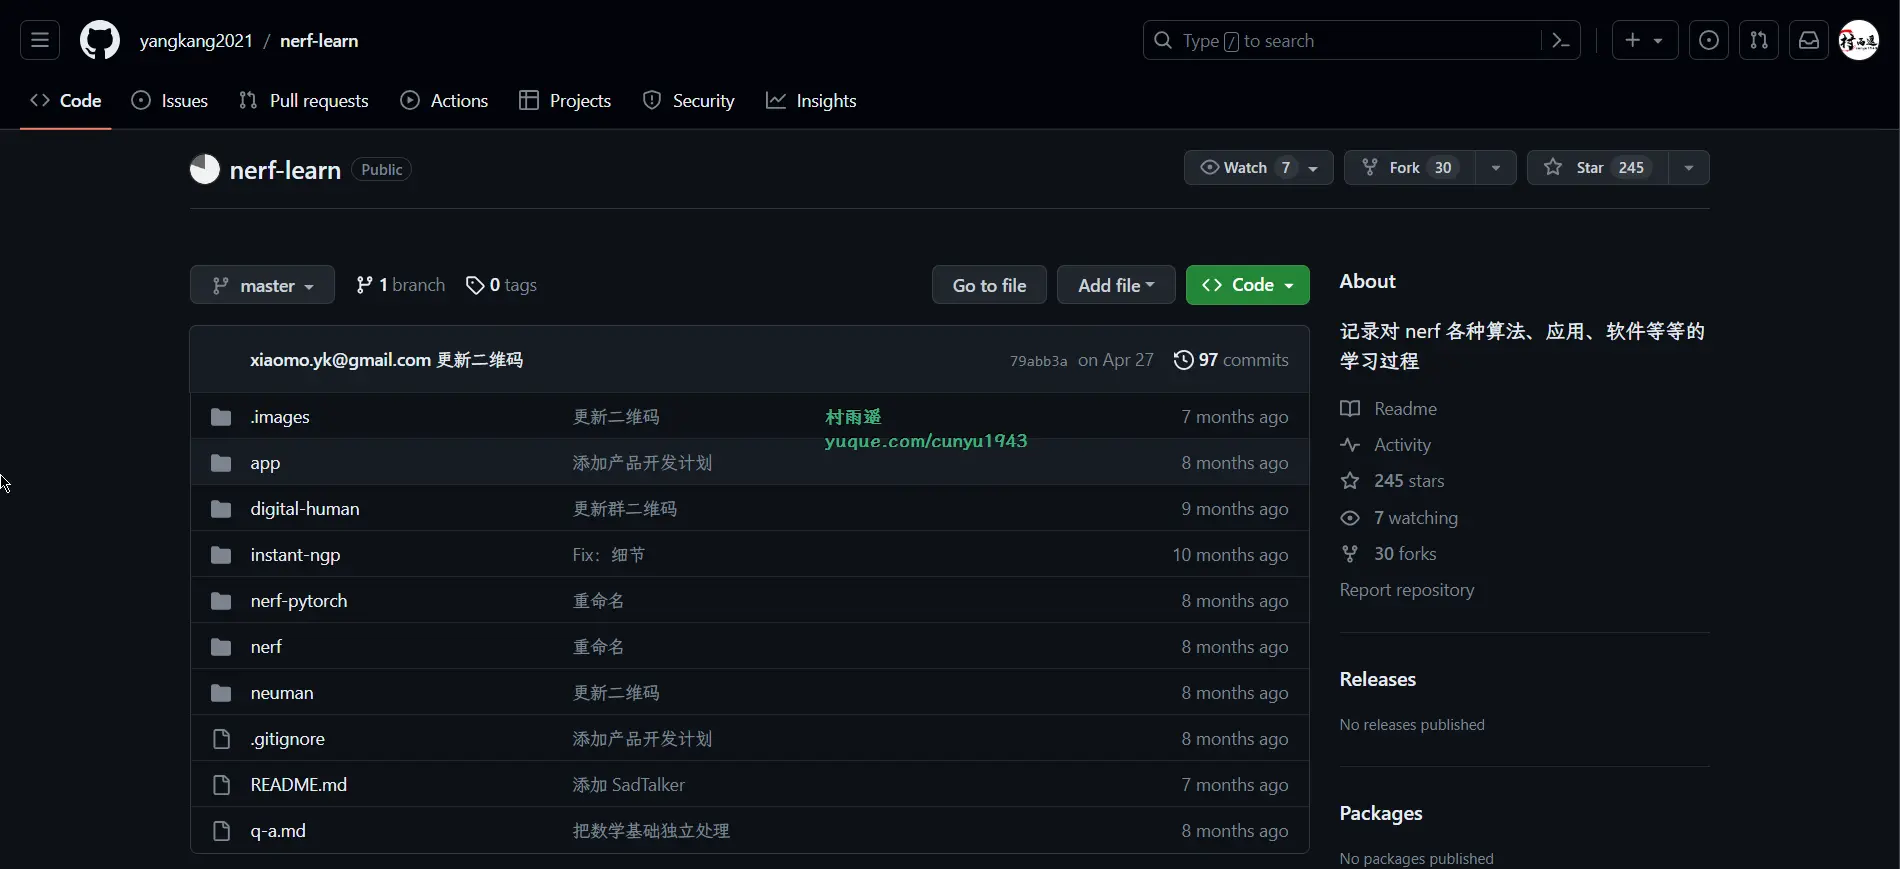 yangkang2021 / nerf-learn
Type / to search
Code
Issues
Pull requests
Actions
Projects
Security
Insights
nerf-learn Public
Watch 7
Fork 30
Star 245
master
1 branch
0 tags
Go to file
Add file
Code
xiaomo.yk@gmail.com 更新二维码 79abb3a on Apr 27 97 commits
.images 更新二维码 7 months ago
app 添加产品开发计划 8 months ago
digital-human 更新群二维码 9 months ago
instant-ngp Fix：细节 10 months ago
nerf-pytorch 重命名 8 months ago
nerf 重命名 8 months ago
neuman 更新二维码 8 months ago
.gitignore 添加产品开发计划 8 months ago
README.md 添加 SadTalker 7 months ago
q-a.md 把数学基础独立处理 8 months ago
村雨遥
yuque.com/cunyu1943
About
记录对 nerf 各种算法、应用、软件等等的
学习过程
Readme
Activity
245 stars
7 watching
30 forks
Report repository
Releases
No releases published
Packages
No packages published